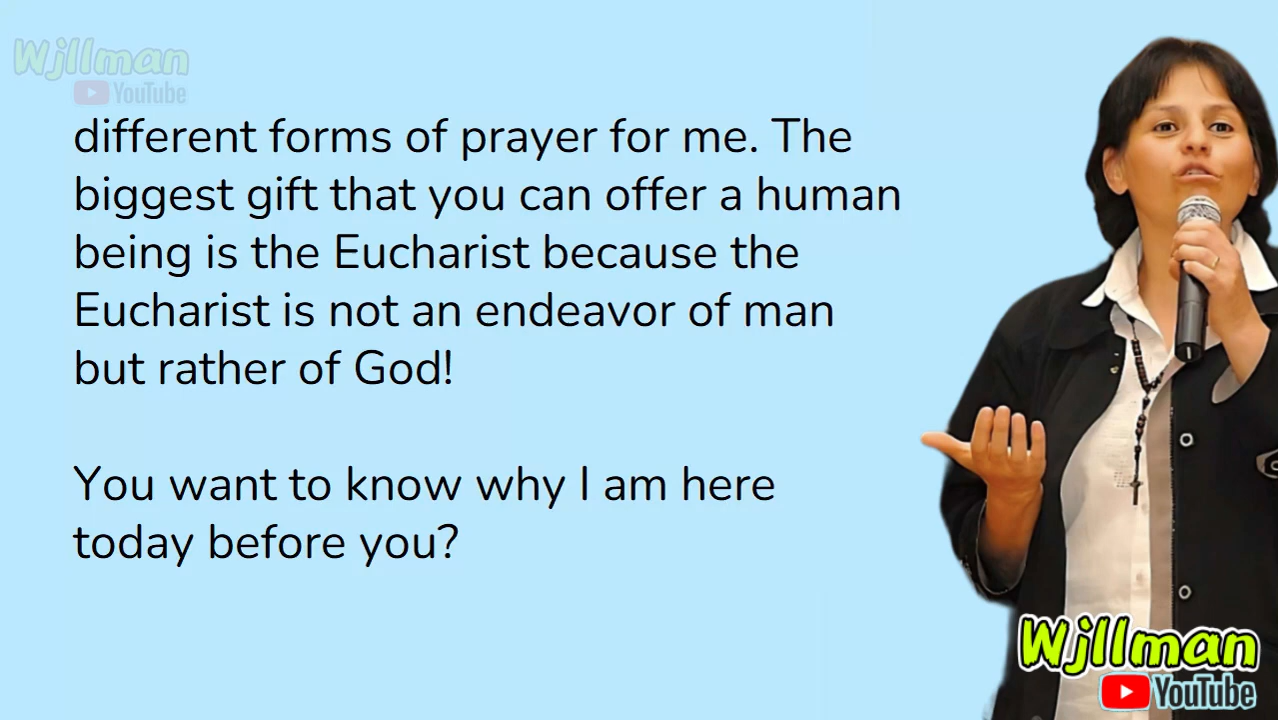 Wjllman
YouTube
different forms of prayer for me. The
biggest gift that you can offer a human
being is the Eucharist because the
Eucharist is not an endeavor of man
but rather of God!
You want to know why I am here
today before you?
Wjllman
YouTube